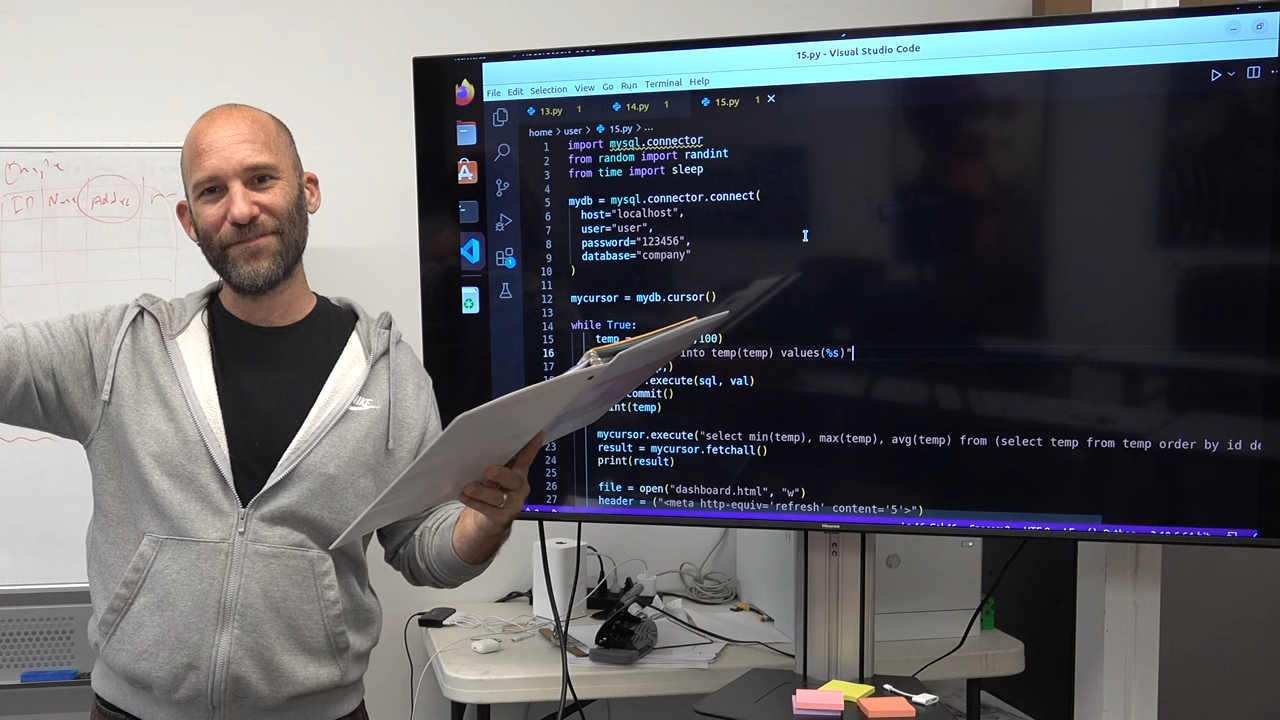 15.py - Visual Studio Code
File Edit Selection View Go Run Terminal Help
13.py 1 14.py 1 15.py 1
home > user > 15.py > ...
1 import mysql.connector
2 from random import randint
3 from time import sleep
4
5 mydb = mysql.connector.connect(
6 host="localhost",
7 user="user",
8 password="123456",
9 database="company"
10 )
11
12 mycursor = mydb.cursor()
13
14 while True:
15 temp = ,100)
16 into temp(temp) values(%s)"
17 ,)
.execute(sql, val)
commit()
int(temp)
mycursor.execute("select min(temp), max(temp), avg(temp) from (select temp from temp order by id de
23 result = mycursor.fetchall()
24 print(result)
25
26 file = open("dashboard.html", "w")
27 header = ("<meta http-equiv='refresh' content='5'>")
ID
NIKE
Hisense
hp